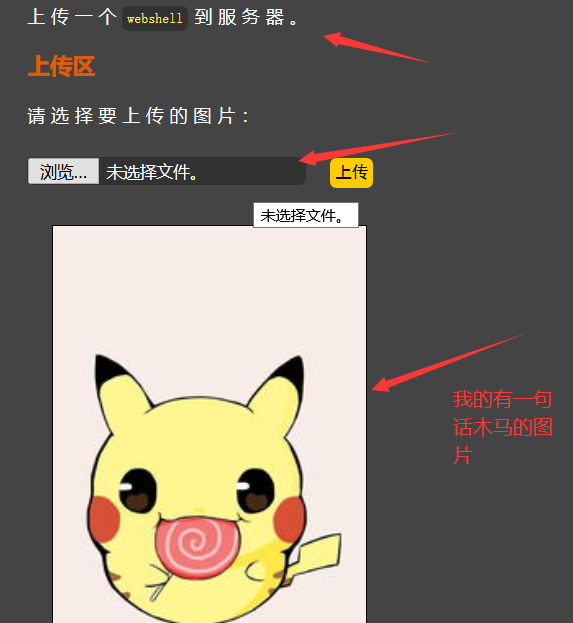 上传一个 webshell 到服务器。
上传区
请选择要上传的图片：
浏览... 未选择文件。 上传
未选择文件。
我的有一句
话木马的图
片